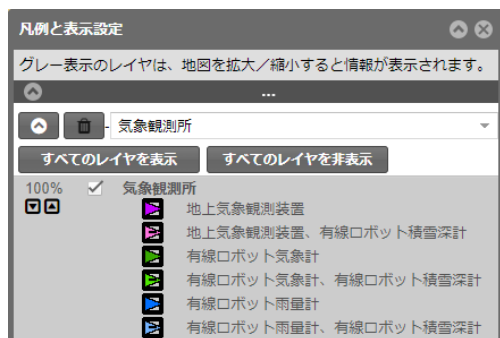 凡例と表示設定
グレー表示のレイヤは、地図を拡大／縮小すると情報が表示されます。
...
- 気象観測所
すべてのレイヤを表示 すべてのレイヤを非表示
100% 気象観測所
地上気象観測装置
地上気象観測装置、有線ロボット積雪深計
有線ロボット気象計
有線ロボット気象計、有線ロボット積雪深計
有線ロボット雨量計
有線ロボット雨量計、有線ロボット積雪深計